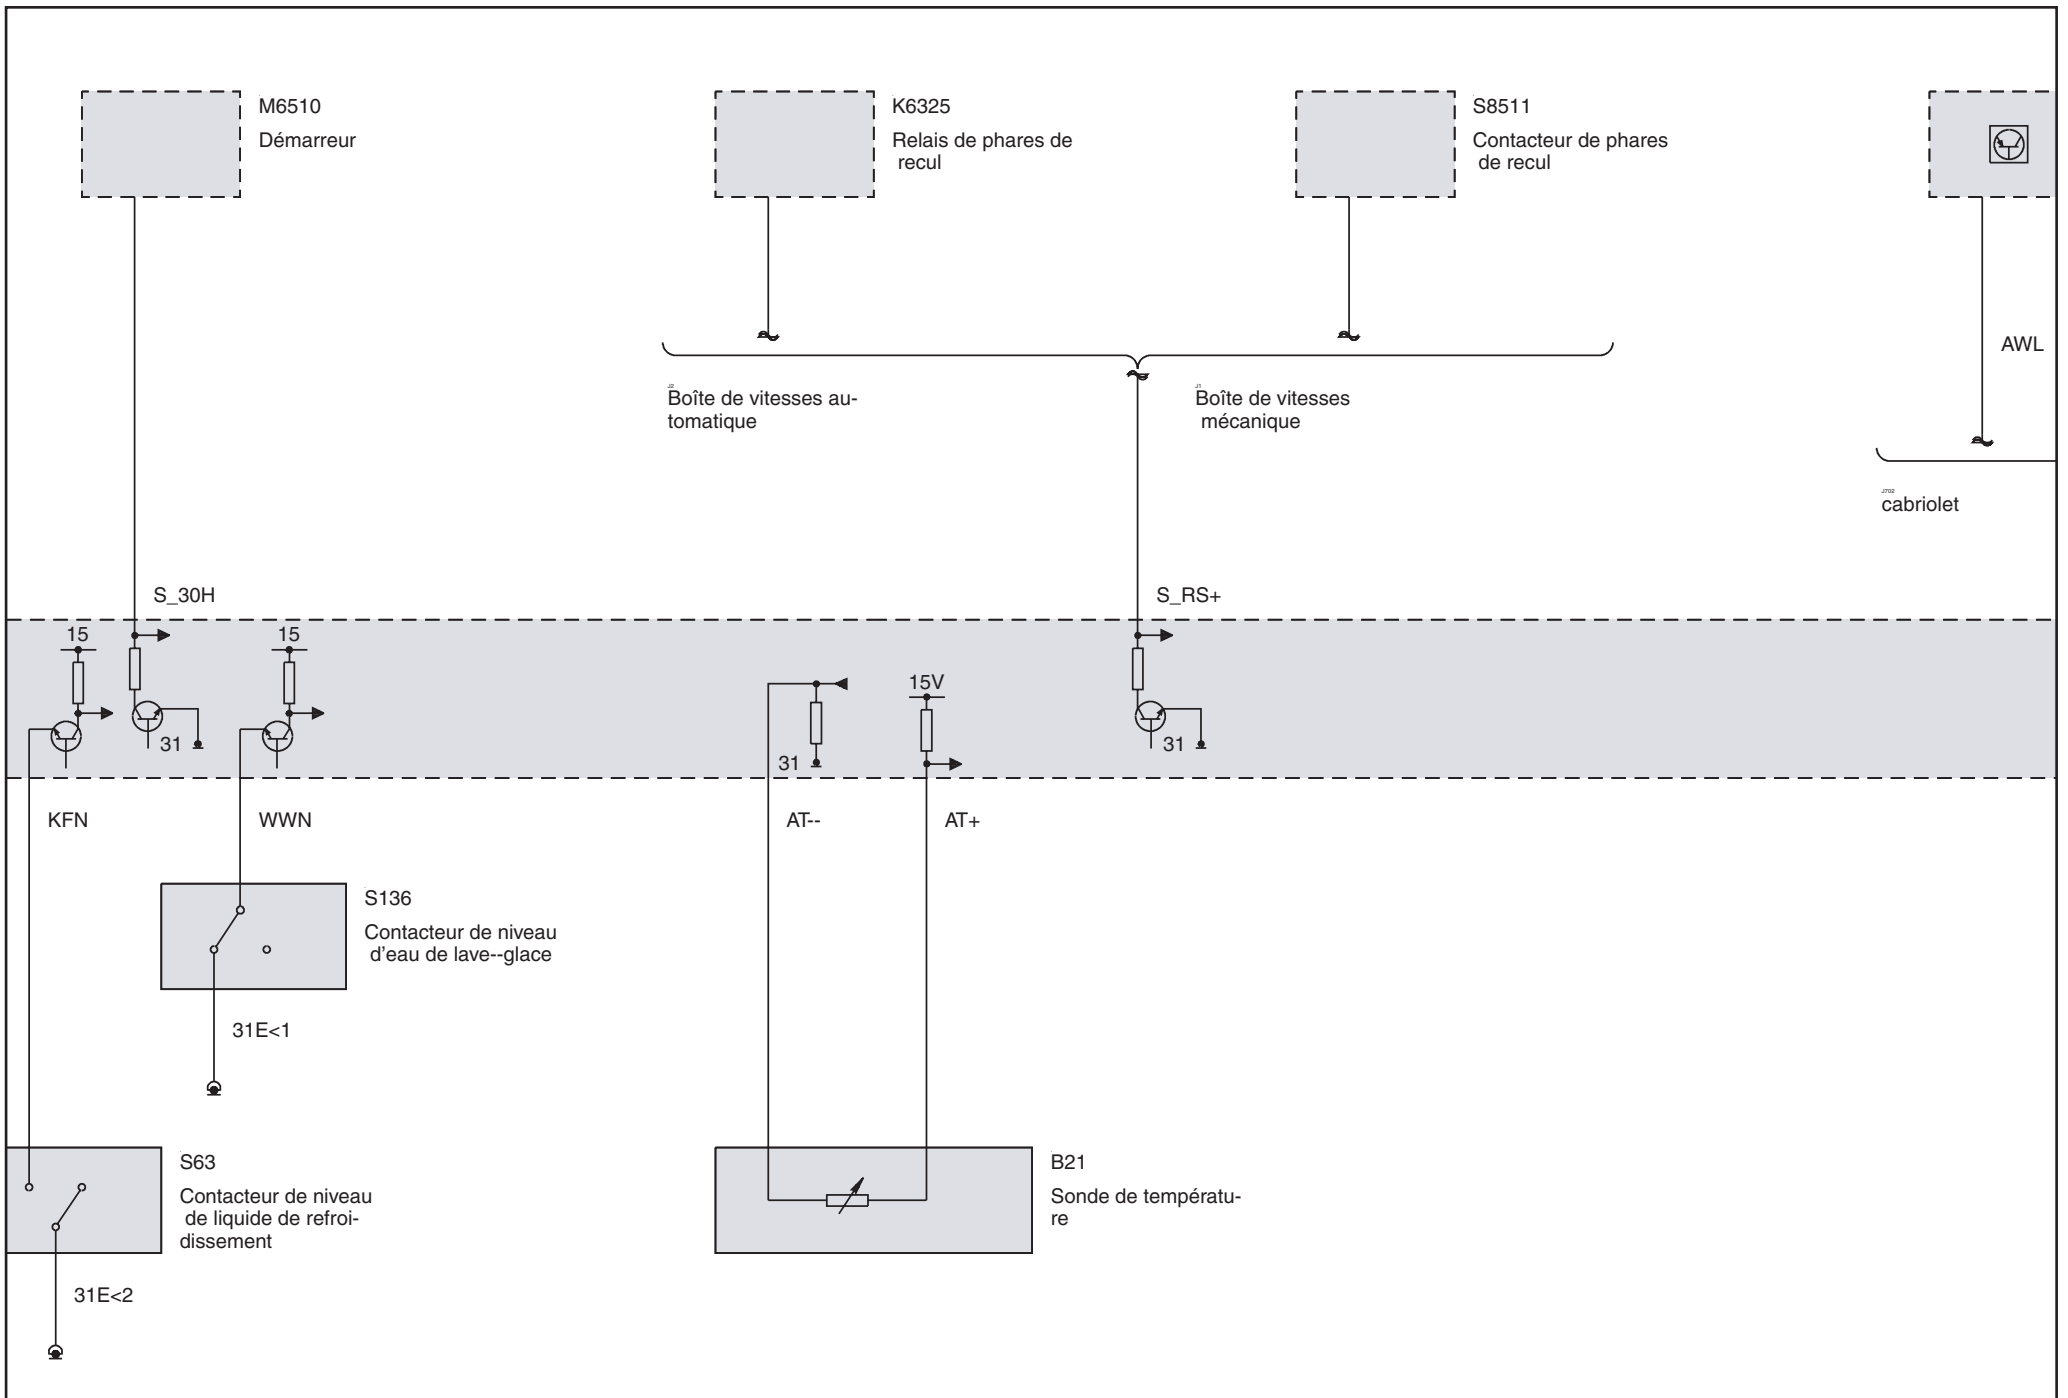 M6510
Démarreur
K6325
Relais de phares de
recul
S8511
Contacteur de phares
de recul
AWL
J2
Boîte de vitesses au-
tomatique
J1
Boîte de vitesses
mécanique
J702
cabriolet
S_30H
S_RS+
15
15
15V
31
31
31
KFN
WWN
AT--
AT+
S136
Contacteur de niveau
d'eau de lave--glace
31E<1
S63
Contacteur de niveau
de liquide de refroi-
dissement
B21
Sonde de températu-
re
31E<2